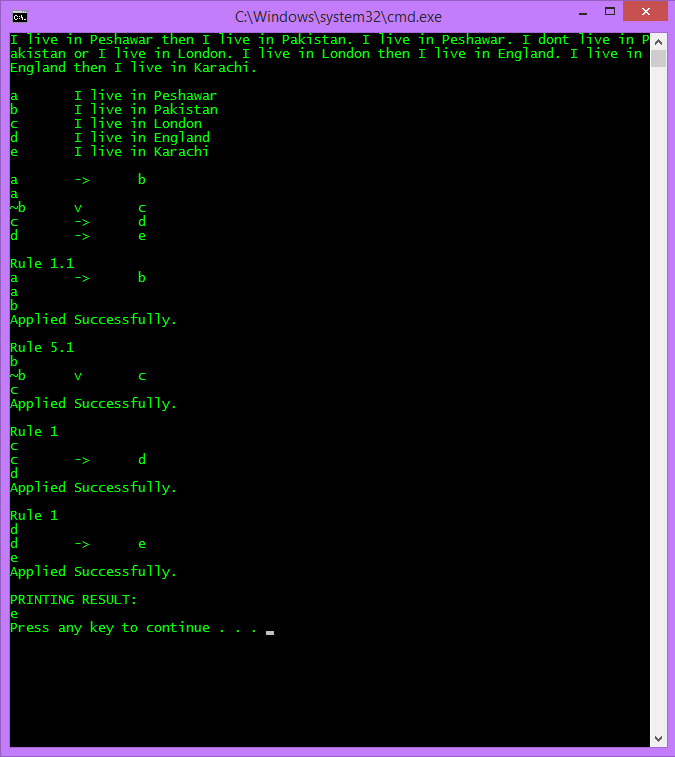 C:\Windows\system32\cmd.exe
I live in Peshawar then I live in Pakistan. I live in Peshawar. I dont live in P
akistan or I live in London. I live in London then I live in England. I live in
England then I live in Karachi.
a I live in Peshawar
b I live in Pakistan
c I live in London
d I live in England
e I live in Karachi
a -> b
a
~b v c
c -> d
d -> e
Rule 1.1
a -> b
a
b
Applied Successfully.
Rule 5.1
b
~b v c
c
Applied Successfully.
Rule 1
c
c -> d
d
Applied Successfully.
Rule 1
d
d -> e
e
Applied Successfully.
PRINTING RESULT:
e
Press any key to continue . . .